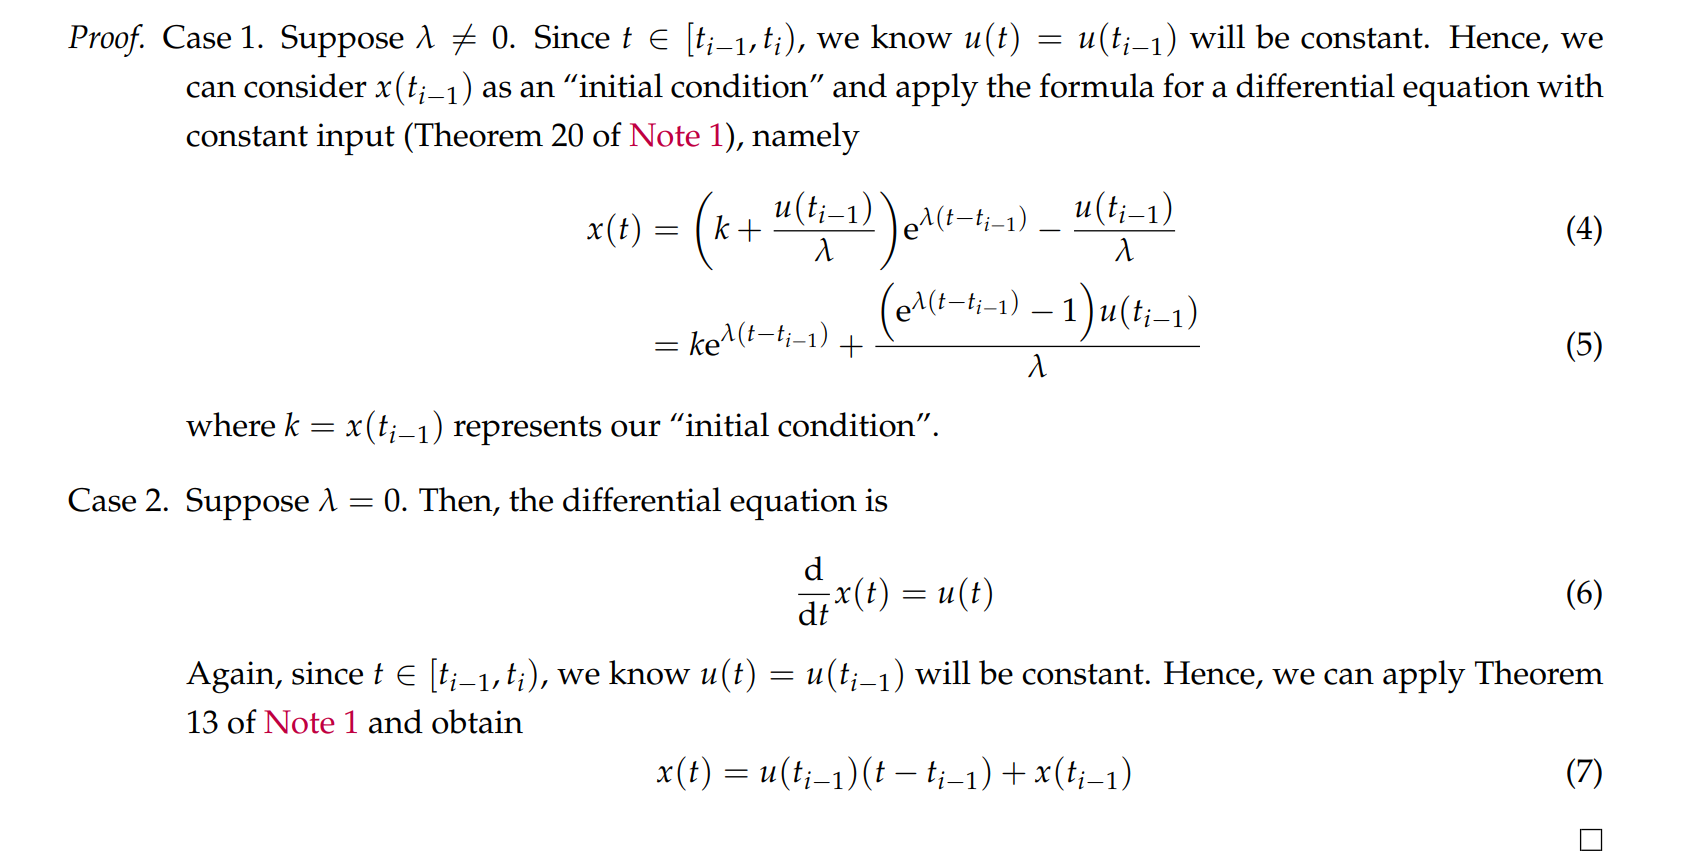 Proof. Case 1. Suppose λ ≠ 0. Since t ∈ [t_{i−1}, t_i), we know u(t) = u(t_{i−1}) will be constant. Hence, we
can consider x(t_{i−1}) as an “initial condition” and apply the formula for a differential equation with
constant input (Theorem 20 of Note 1), namely
x(t) = (k + u(t_{i−1})/λ) e^{λ(t−t_{i−1})} − u(t_{i−1})/λ (4)
= ke^{λ(t−t_{i−1})} + (e^{λ(t−t_{i−1})} − 1)u(t_{i−1})/λ (5)
where k = x(t_{i−1}) represents our “initial condition”.
Case 2. Suppose λ = 0. Then, the differential equation is
d/dt x(t) = u(t) (6)
Again, since t ∈ [t_{i−1}, t_i), we know u(t) = u(t_{i−1}) will be constant. Hence, we can apply Theorem
13 of Note 1 and obtain
x(t) = u(t_{i−1})(t − t_{i−1}) + x(t_{i−1}) (7)
□